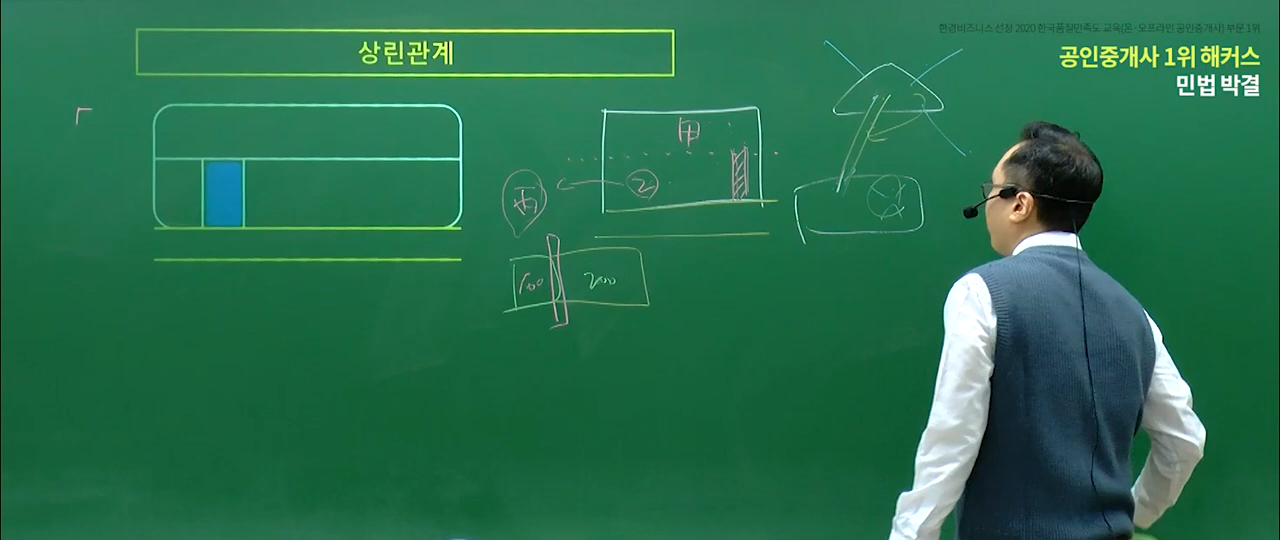 한경비즈니스 선정 2020 한국품질만족도 교육(온·오프라인 공인중개사) 부문 1위
공인중개사 1위 해커스
민법 박결
상린관계
甲
丙
2
100
200